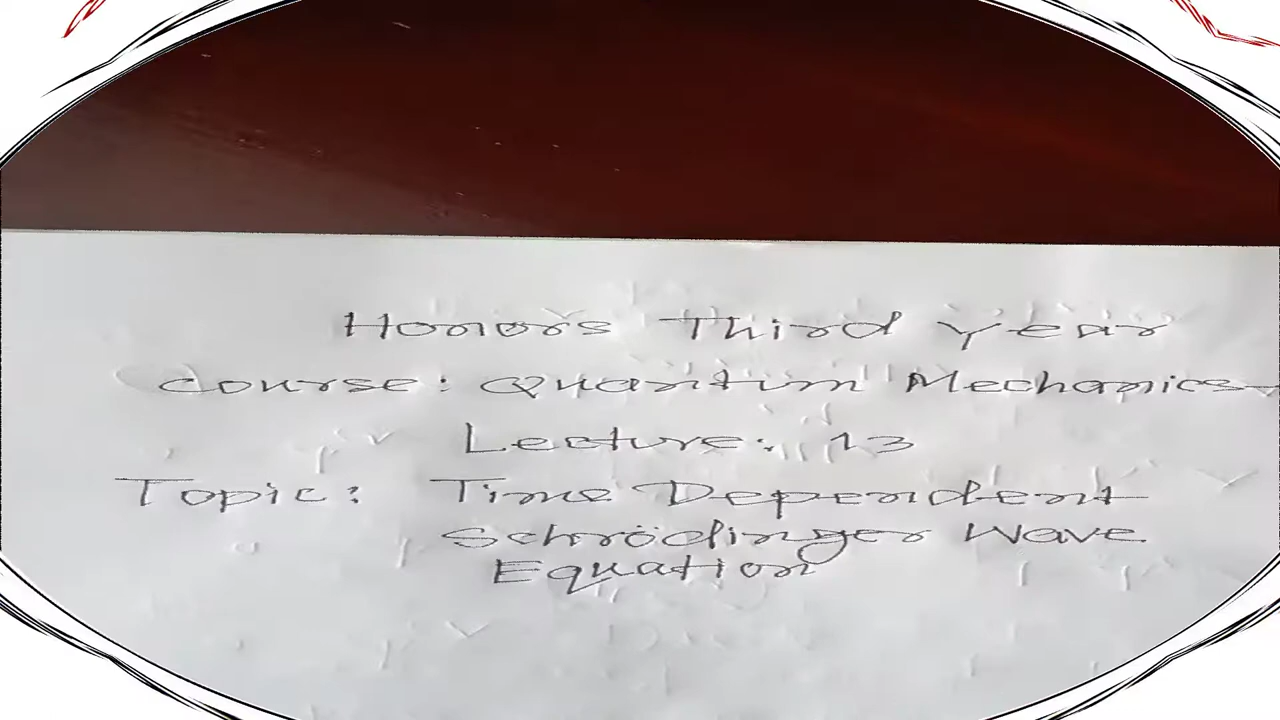 Honors Third Year
Course: Quantum Mechanics
Lecture: 13
Topic: Time Dependent
Schrödinger Wave
Equation